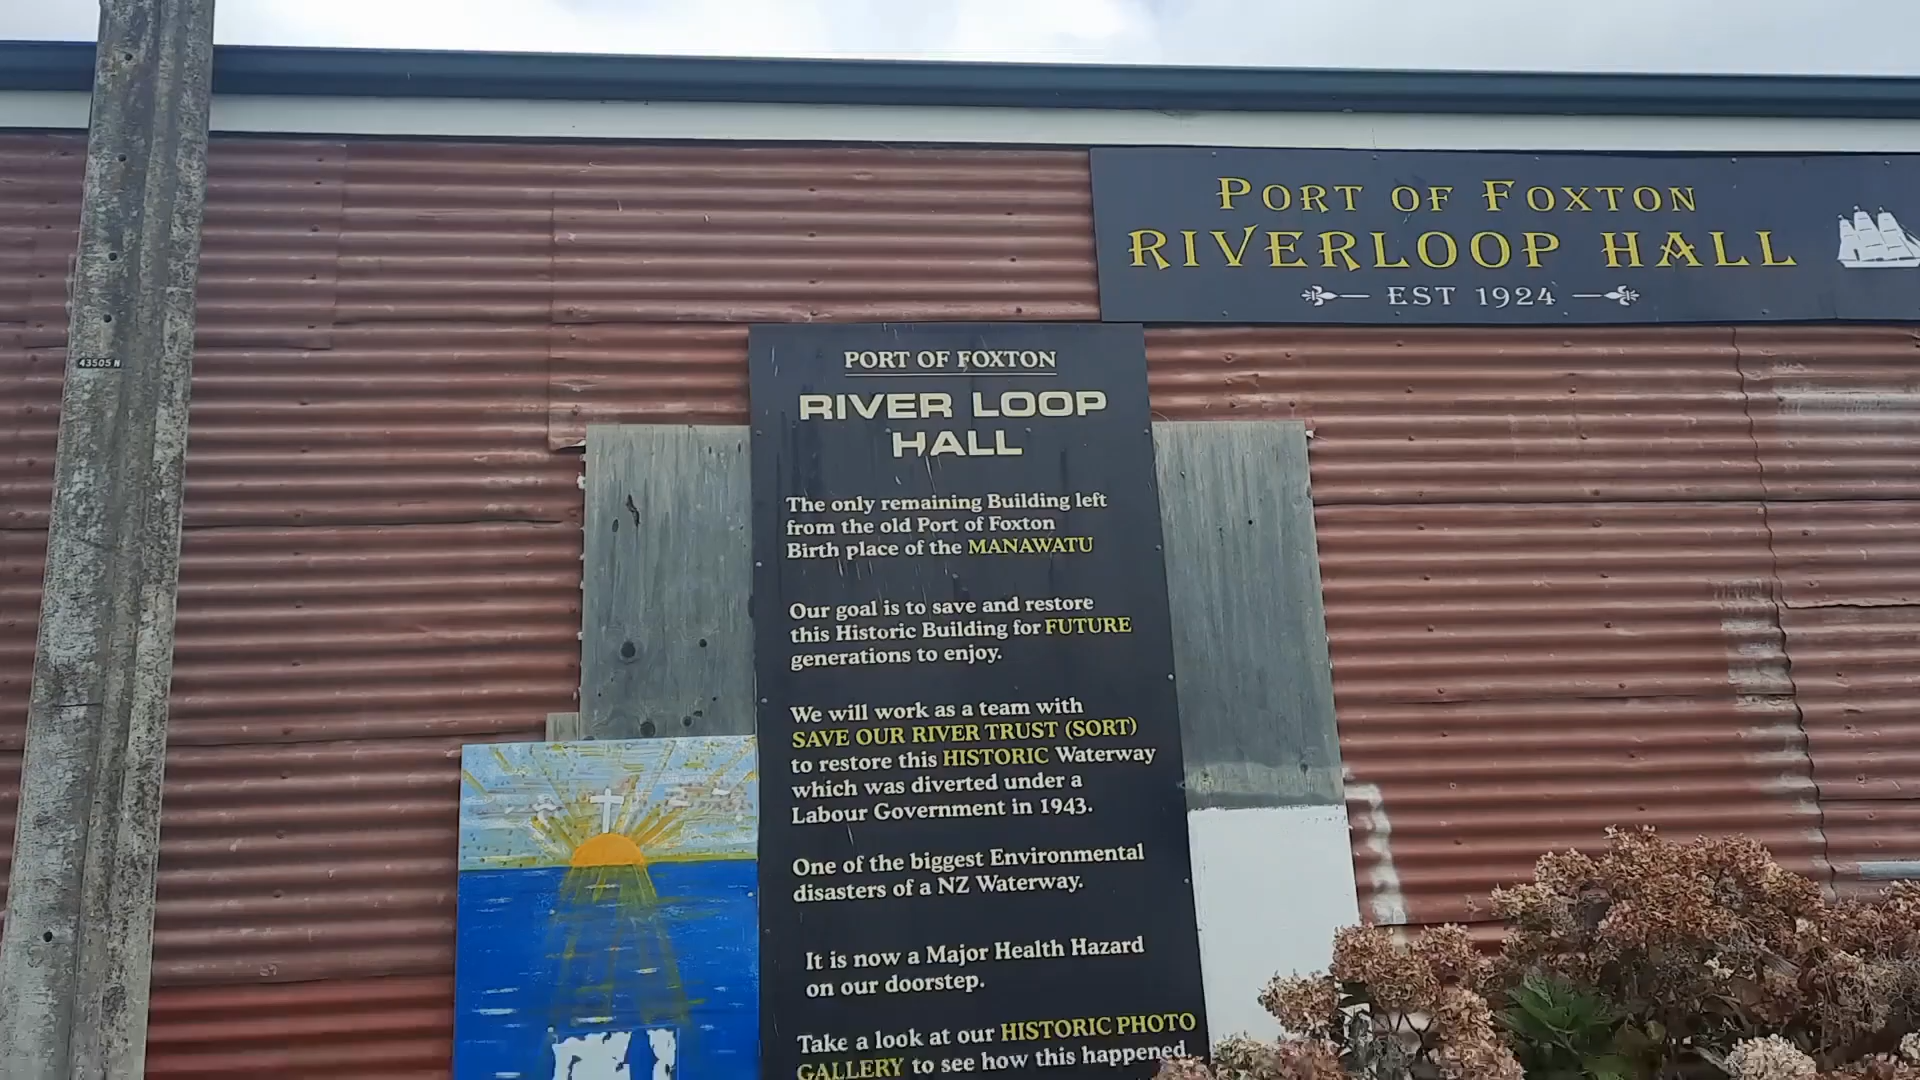 PORT OF FOXTON
RIVERLOOP HALL
EST 1924
43505 N
PORT OF FOXTON
RIVER LOOP
HALL
The only remaining Building left
from the old Port of Foxton
Birth place of the MANAWATU
Our goal is to save and restore
this Historic Building for FUTURE
generations to enjoy.
We will work as a team with
SAVE OUR RIVER TRUST (SORT)
to restore this HISTORIC Waterway
which was diverted under a
Labour Government in 1943.
One of the biggest Environmental
disasters of a NZ Waterway.
It is now a Major Health Hazard
on our doorstep.
Take a look at our HISTORIC PHOTO
GALLERY to see how this happened.